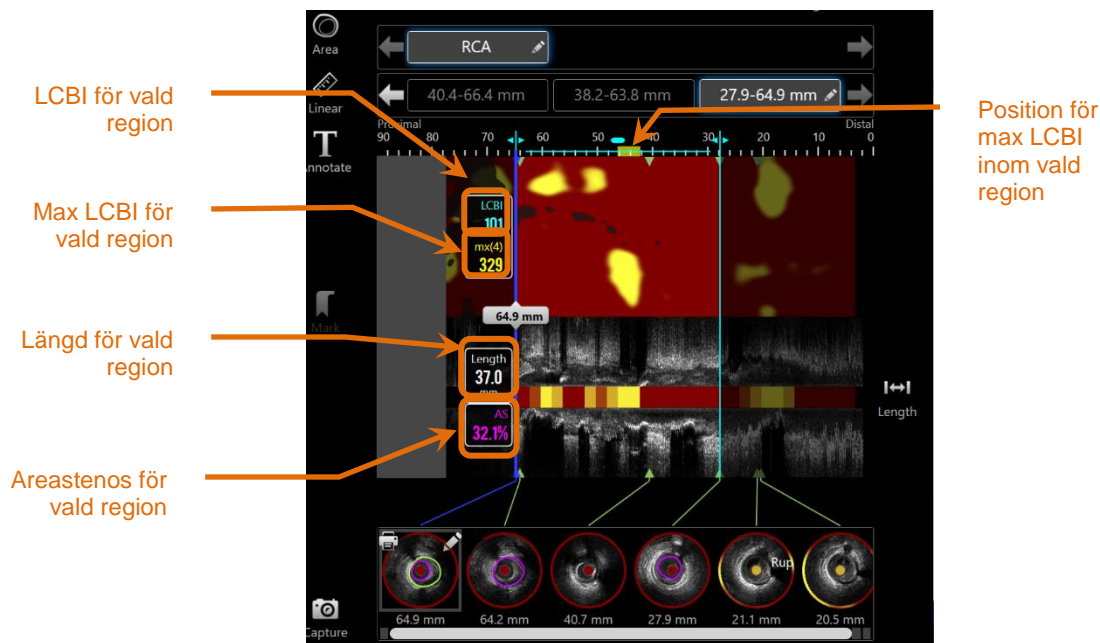 Area
RCA
LCBI för vald
region
Linear
40.4-66.4 mm
38.2-63.8 mm
27.9-64.9 mm
Position för
max LCBI
inom vald
region
Proximal
Distal
90 80 70 60 50 40 30 20 10 0
T
Annotate
Max LCBI för
vald region
LCBI
101
mx(4)
329
Mark
64.9 mm
Längd för vald
region
Length
37.0
mm
Length
AS
32.1%
Areastenos för
vald region
Rup
64.9 mm
64.2 mm
40.7 mm
27.9 mm
21.1 mm
20.5 mm
Capture